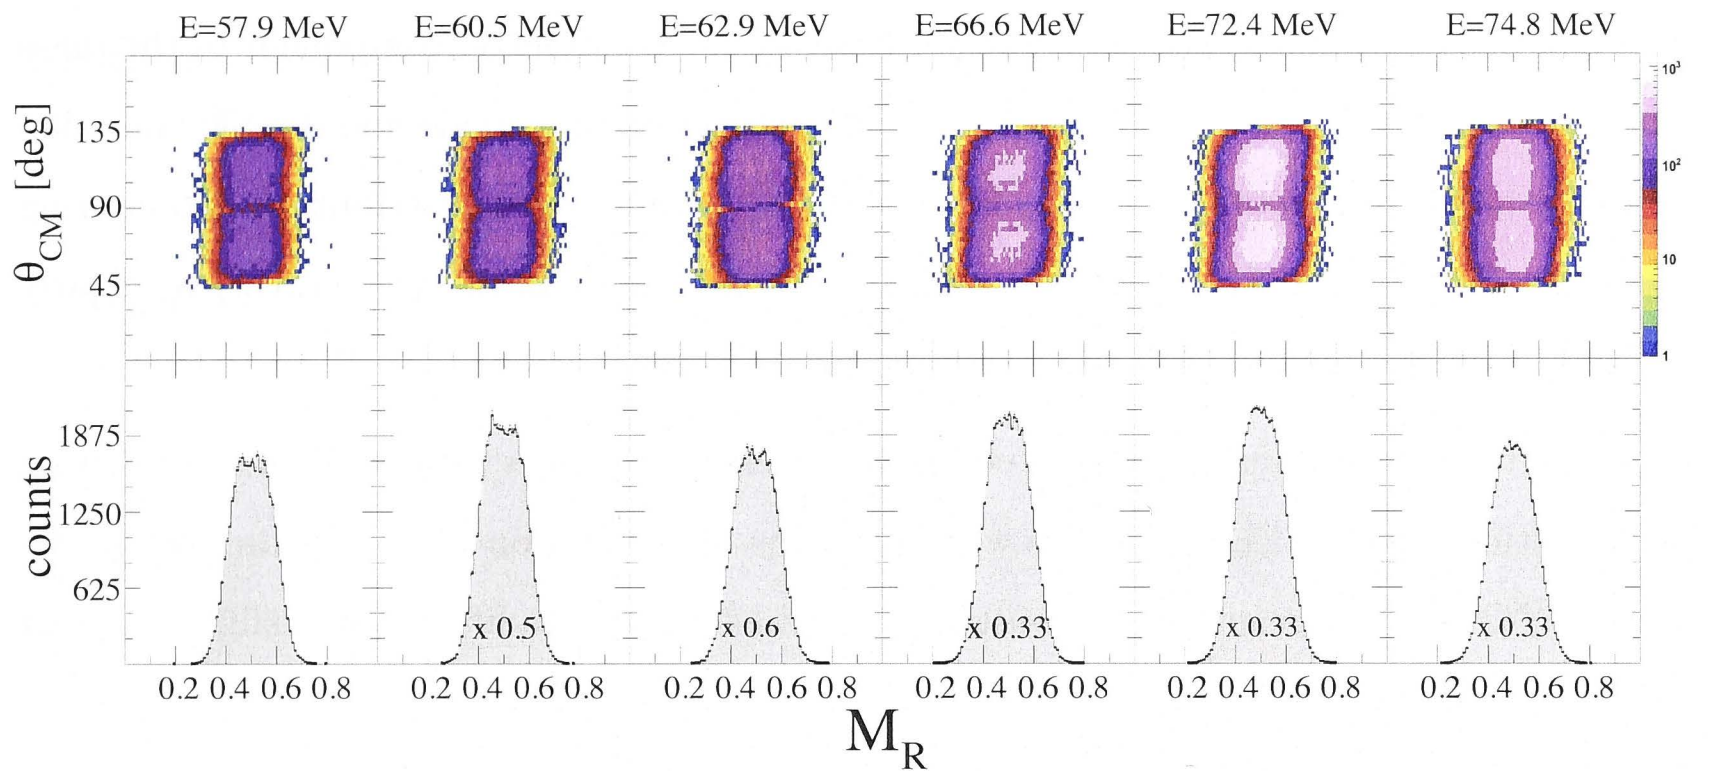 E=57.9 MeV E=60.5 MeV E=62.9 MeV E=66.6 MeV E=72.4 MeV E=74.8 MeV
θCM [deg]
135
90
45
10³
10²
10
1
counts
1875
1250
625
x 0.5 x 0.6 x 0.33 x 0.33 x 0.33
0.2 0.4 0.6 0.8 0.2 0.4 0.6 0.8 0.2 0.4 0.6 0.8 0.2 0.4 0.6 0.8 0.2 0.4 0.6 0.8 0.2 0.4 0.6 0.8
MR